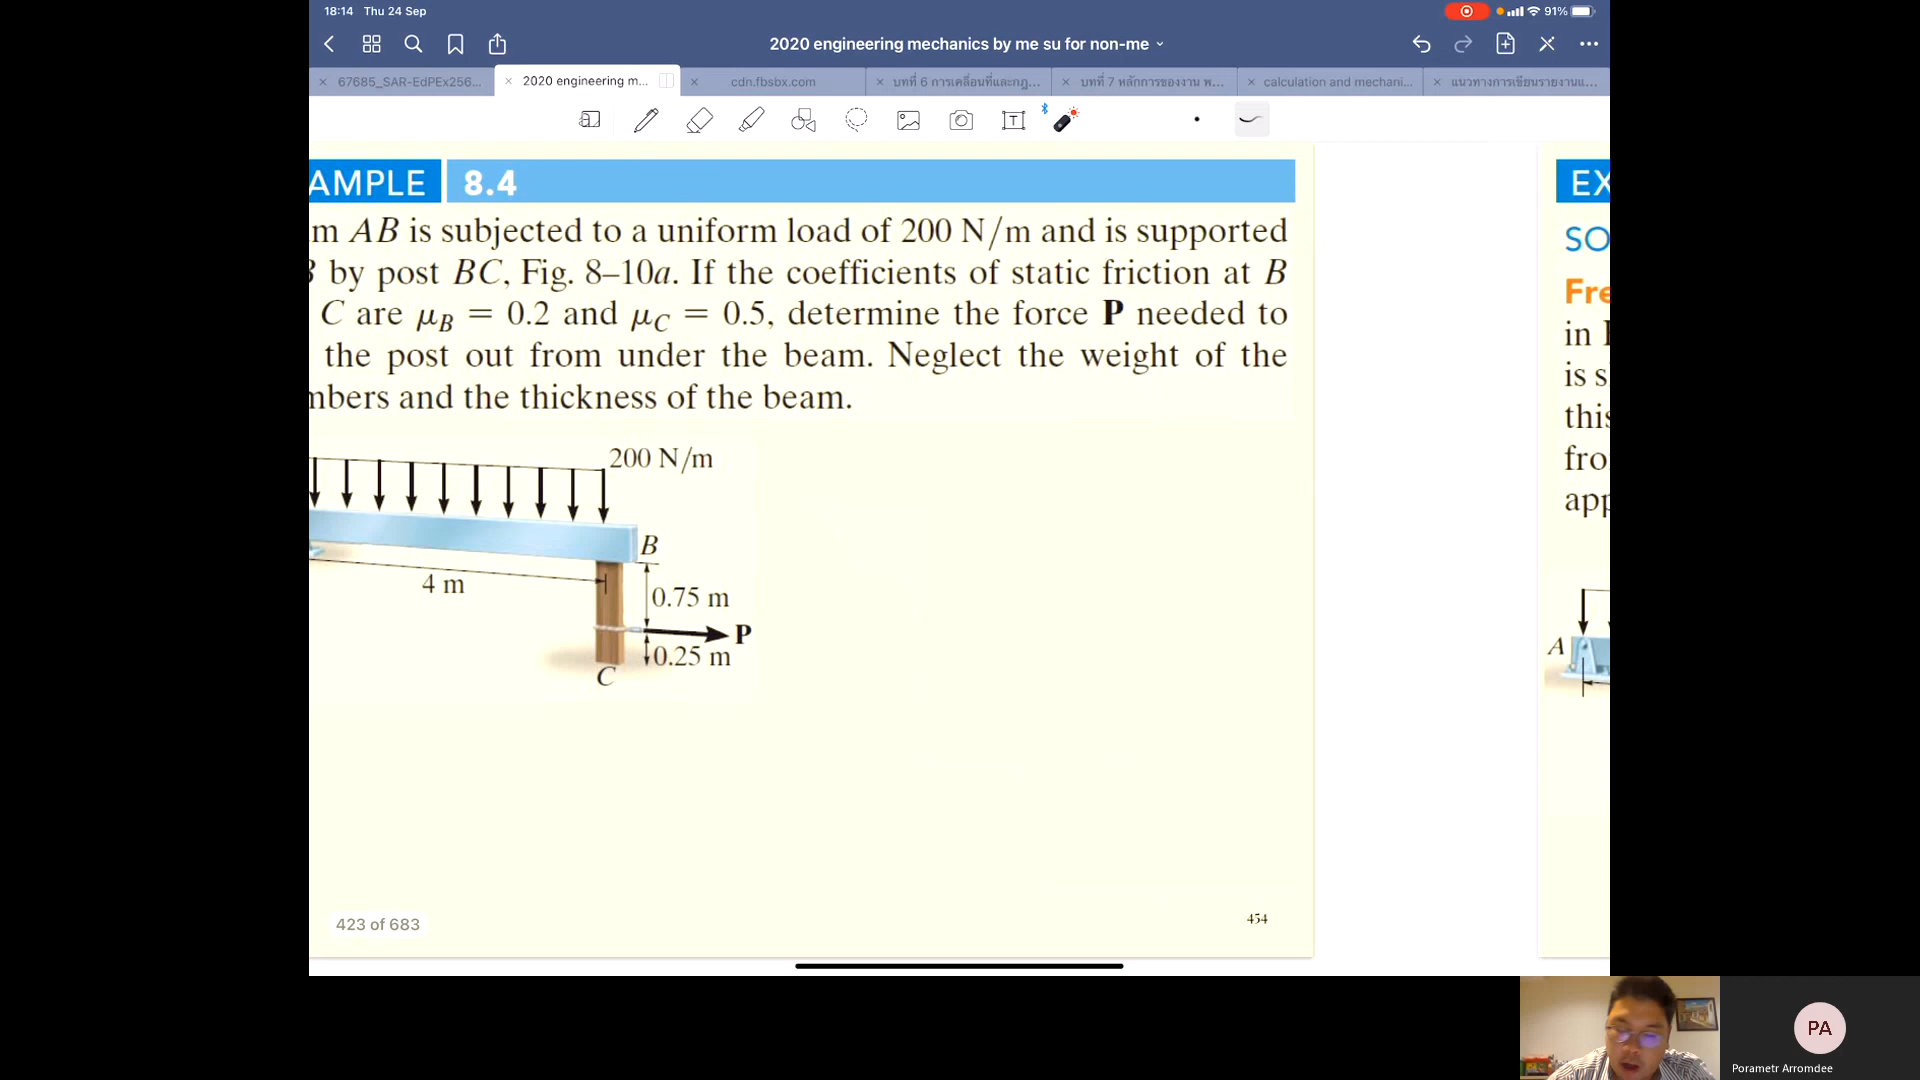 18:14 Thu 24 Sep
91%
2020 engineering mechanics by me su for non-me
67685_SAR-EdPEx256...
2020 engineering m...
cdn.fbsbx.com
บทที่ 6 การเคลื่อนที่และกฎ...
บทที่ 7 หลักการของงาน พ...
calculation and mechani...
แนวทางการเขียนรายงานแ...
T
AMPLE 8.4
m AB is subjected to a uniform load of 200 N/m and is supported
by post BC, Fig. 8–10a. If the coefficients of static friction at B
C are μB = 0.2 and μC = 0.5, determine the force P needed to
the post out from under the beam. Neglect the weight of the
mbers and the thickness of the beam.
200 N/m
B
4 m
0.75 m
P
0.25 m
C
423 of 683
454
EX
SO
Fre
in
is s
this
fro
app
A
PA
Porametr Arromdee